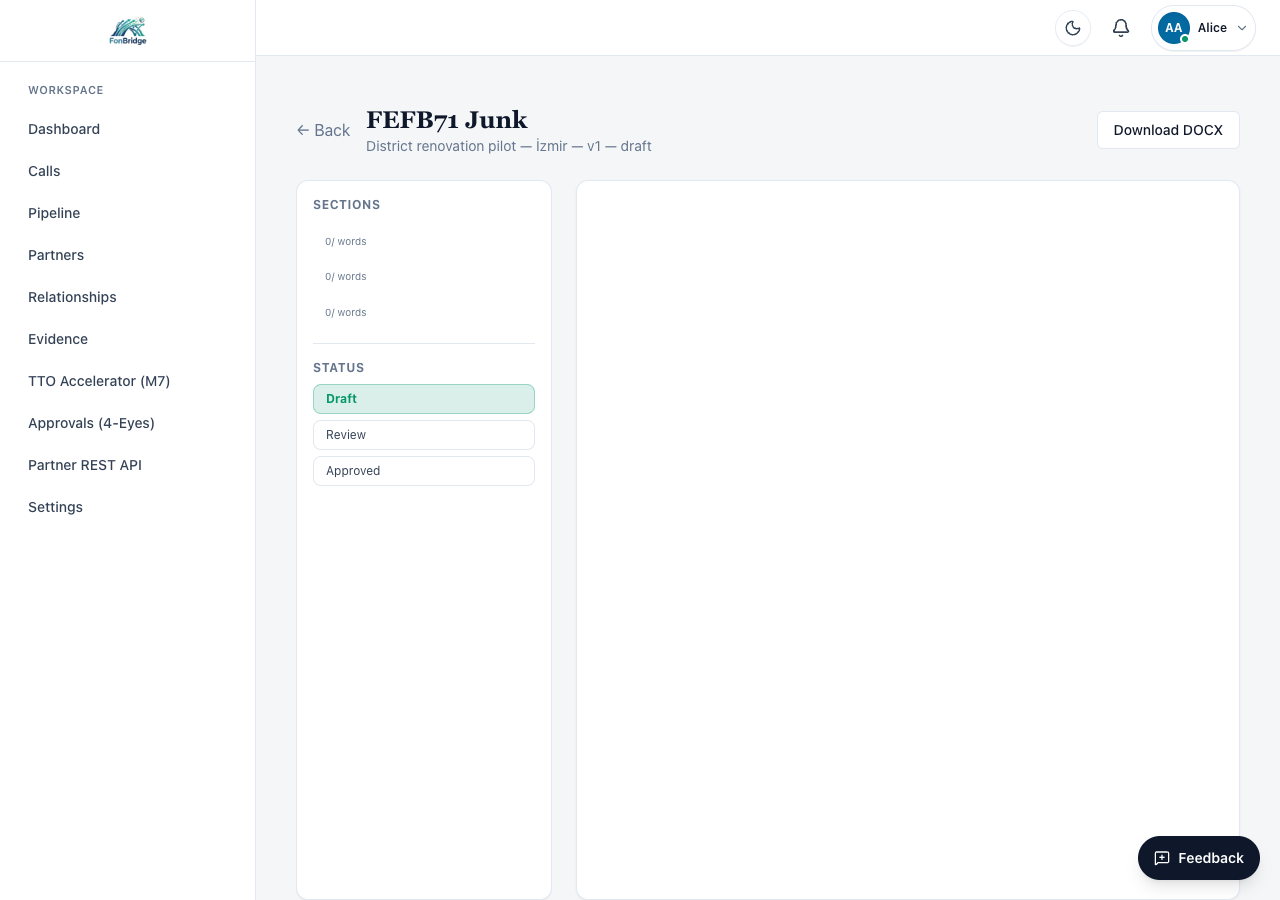 FonBridge
AA
Alice
WORKSPACE
Dashboard
Calls
Pipeline
Partners
Relationships
Evidence
TTO Accelerator (M7)
Approvals (4-Eyes)
Partner REST API
Settings
← Back
FEFB71 Junk
District renovation pilot — İzmir — v1 — draft
Download DOCX
SECTIONS
0/ words
0/ words
0/ words
STATUS
Draft
Review
Approved
Feedback